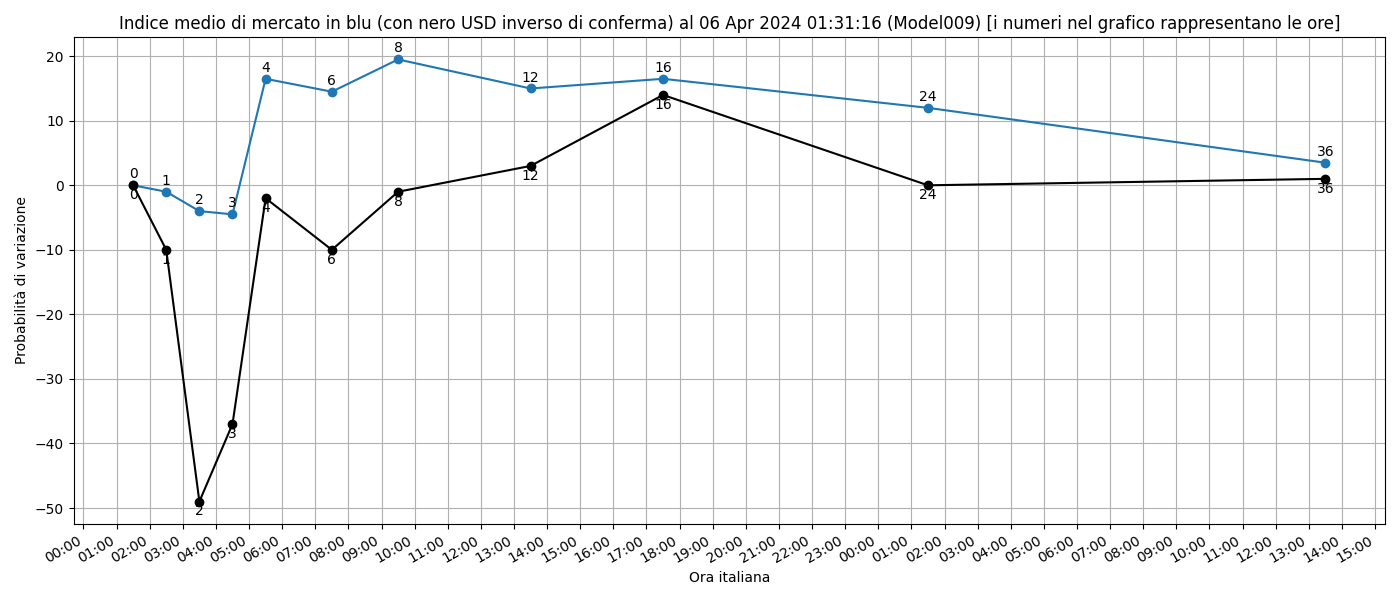 Indice medio di mercato in blu (con nero USD inverso di conferma) al 06 Apr 2024 01:31:16 (Model009) [i numeri nel grafico rappresentano le ore]
Probabilità di variazione
20
10
0
−10
−20
−30
−40
−50
0 1 2 3 4 6 8 12 16 24 36
0 1 2 3 4 6 8 12 16 24 36
00:00 01:00 02:00 03:00 04:00 05:00 06:00 07:00 08:00 09:00 10:00 11:00 12:00 13:00 14:00 15:00 16:00 17:00 18:00 19:00 20:00 21:00 22:00 23:00 00:00 01:00 02:00 03:00 04:00 05:00 06:00 07:00 08:00 09:00 10:00 11:00 12:00 13:00 14:00 15:00
Ora italiana